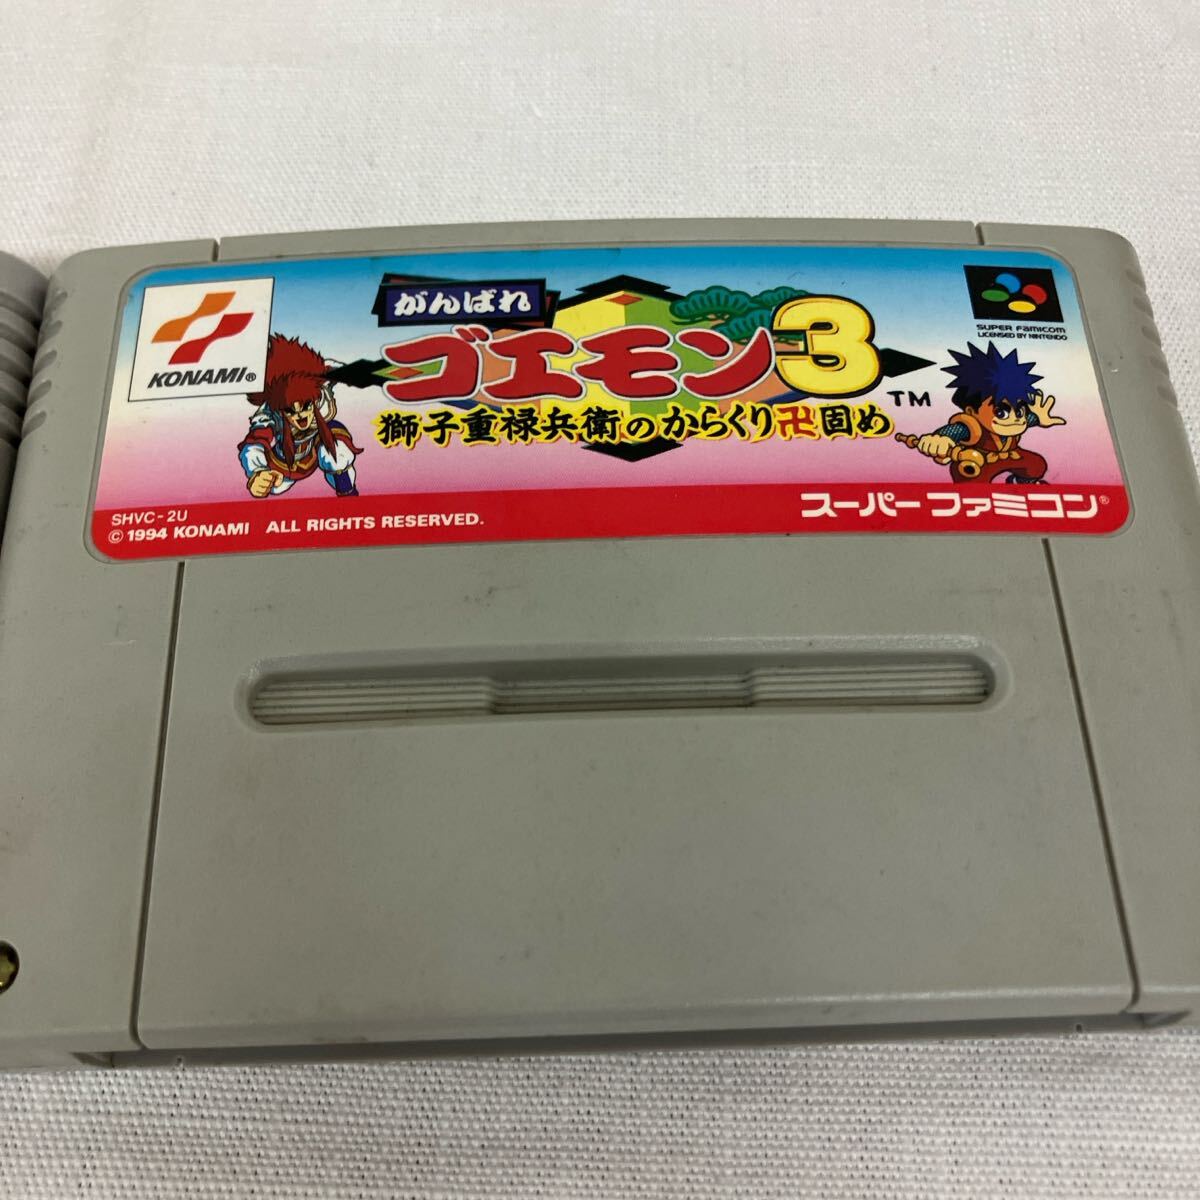 がんばれ
ゴエモン3 ™
獅子重禄兵衛のからくり卍固め
KONAMI®
SUPER FAMICOM
LICENSED BY NINTENDO
SHVC-2U
© 1994 KONAMI ALL RIGHTS RESERVED.
スーパーファミコン®